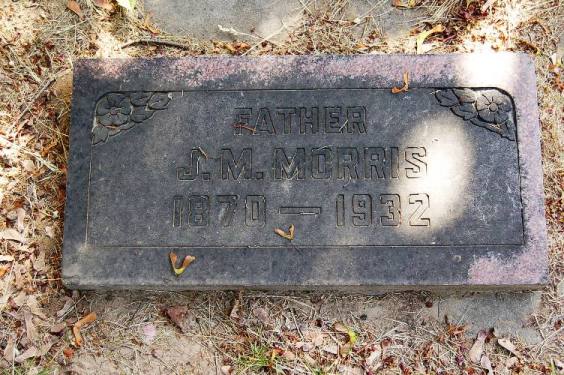 FATHER
J. M. MORRIS
1870 — 1932